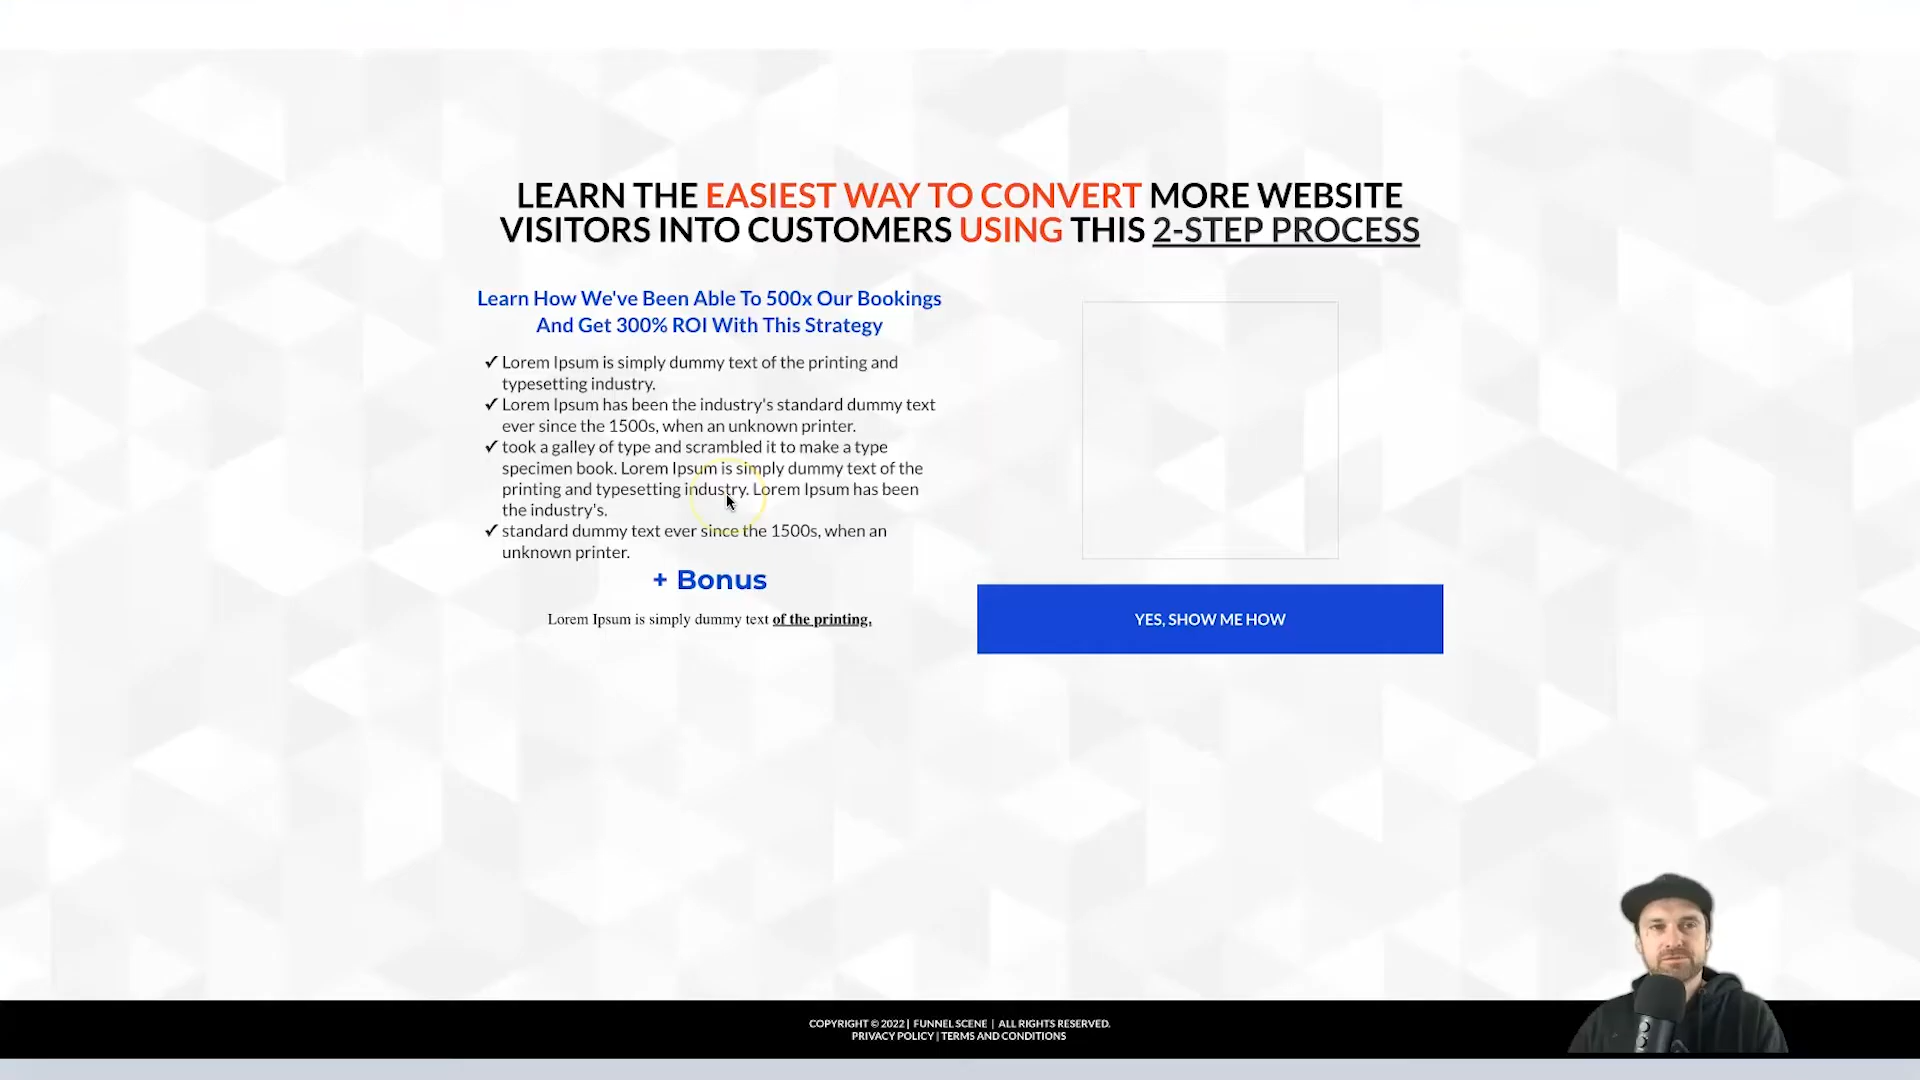 LEARN THE EASIEST WAY TO CONVERT MORE WEBSITE
VISITORS INTO CUSTOMERS USING THIS 2-STEP PROCESS
Learn How We've Been Able To 500x Our Bookings
And Get 300% ROI With This Strategy
✓ Lorem Ipsum is simply dummy text of the printing and
typesetting industry.
✓ Lorem Ipsum has been the industry's standard dummy text
ever since the 1500s, when an unknown printer.
✓ took a galley of type and scrambled it to make a type
specimen book. Lorem Ipsum is simply dummy text of the
printing and typesetting industry. Lorem Ipsum has been
the industry's.
✓ standard dummy text ever since the 1500s, when an
unknown printer.
+ Bonus
Lorem Ipsum is simply dummy text of the printing.
YES, SHOW ME HOW
COPYRIGHT © 2022 | FUNNEL SCENE | ALL RIGHTS RESERVED.
PRIVACY POLICY | TERMS AND CONDITIONS